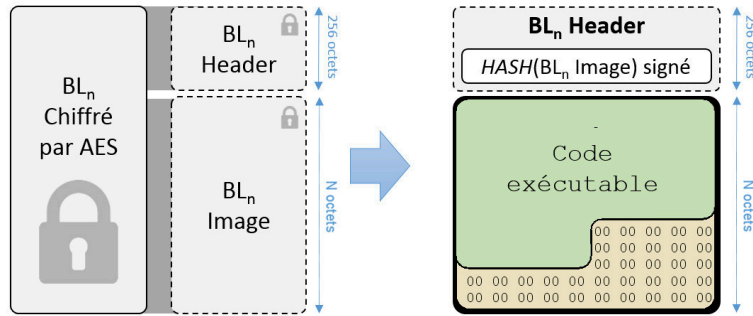 BLn
Chiffré
par AES
BLn
Header
256 octets
BLn
Image
N octets
BLn Header
HASH(BLn Image) signé
256 octets
Code
exécutable
00 00 00 00 00
00 00 00 00 00
00 00 00 00 00
00 00 00 00 00 00 00 00 00 00
00 00 00 00 00 00 00 00 00 00
N octets